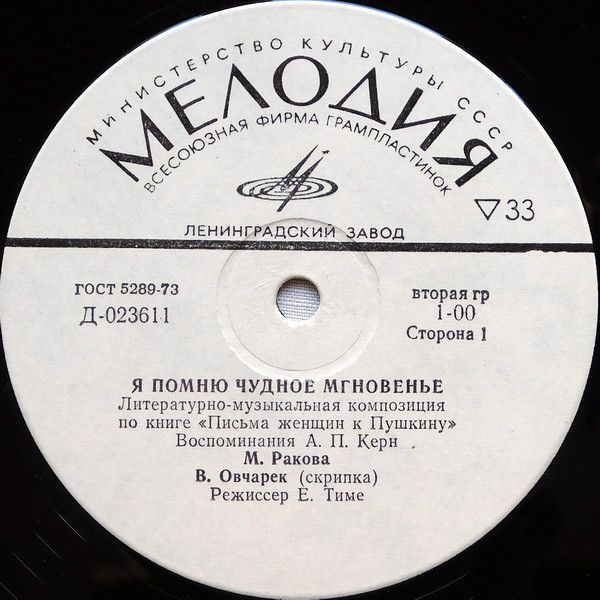 МИНИСТЕРСТВО КУЛЬТУРЫ СССР
МЕЛОДИЯ
ВСЕСОЮЗНАЯ ФИРМА ГРАМПЛАСТИНОК
▽33
ЛЕНИНГРАДСКИЙ ЗАВОД
ГОСТ 5289-73
Д-023611
вторая гр
1-00
Сторона 1
Я ПОМНЮ ЧУДНОЕ МГНОВЕНЬЕ
Литературно-музыкальная композиция
по книге «Письма женщин к Пушкину»
Воспоминания А. П. Керн
М. Ракова
В. Овчарек (скрипка)
Режиссер Е. Тиме